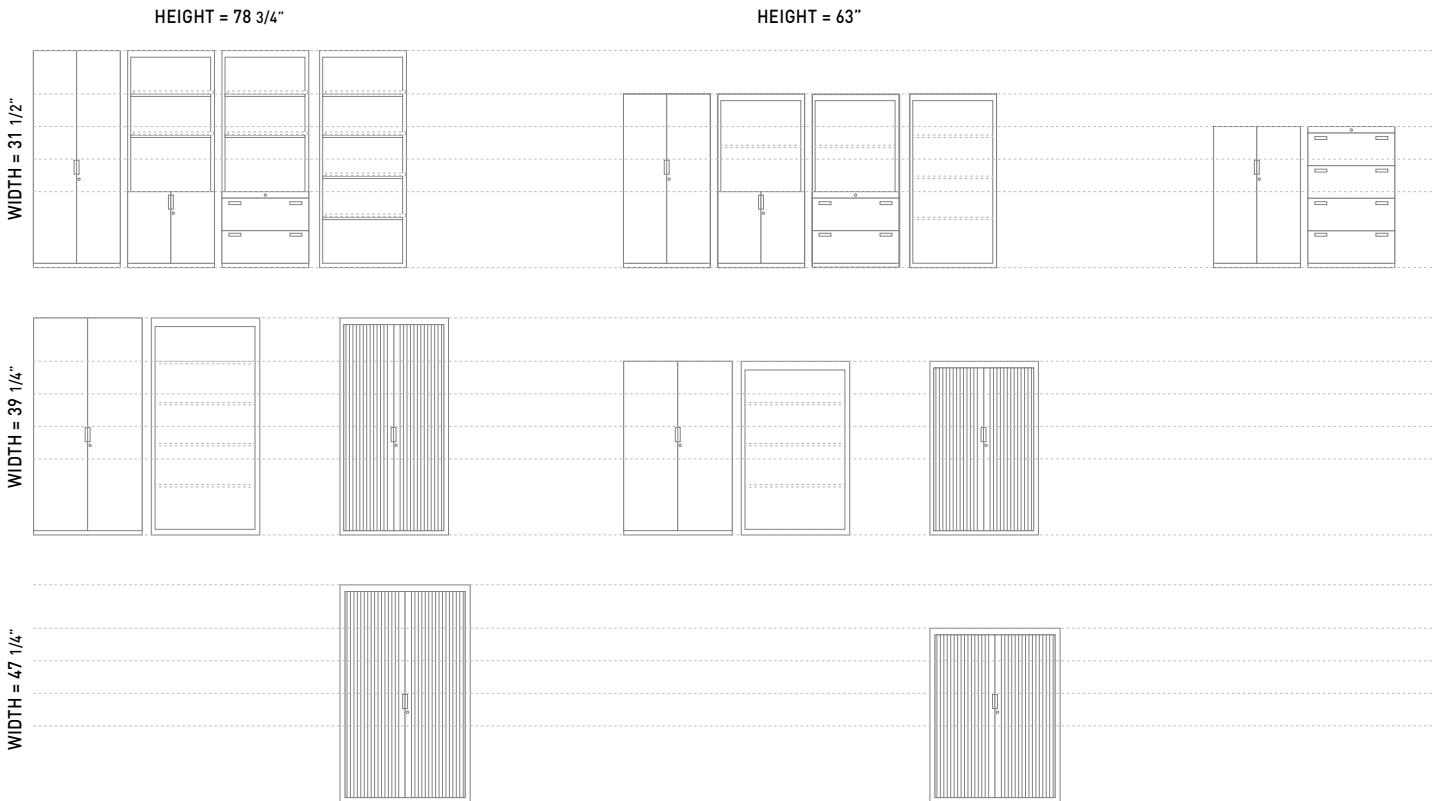 HEIGHT = 78 3/4”
HEIGHT = 63”
WIDTH = 31 1/2”
WIDTH = 39 1/4”
WIDTH = 47 1/4”